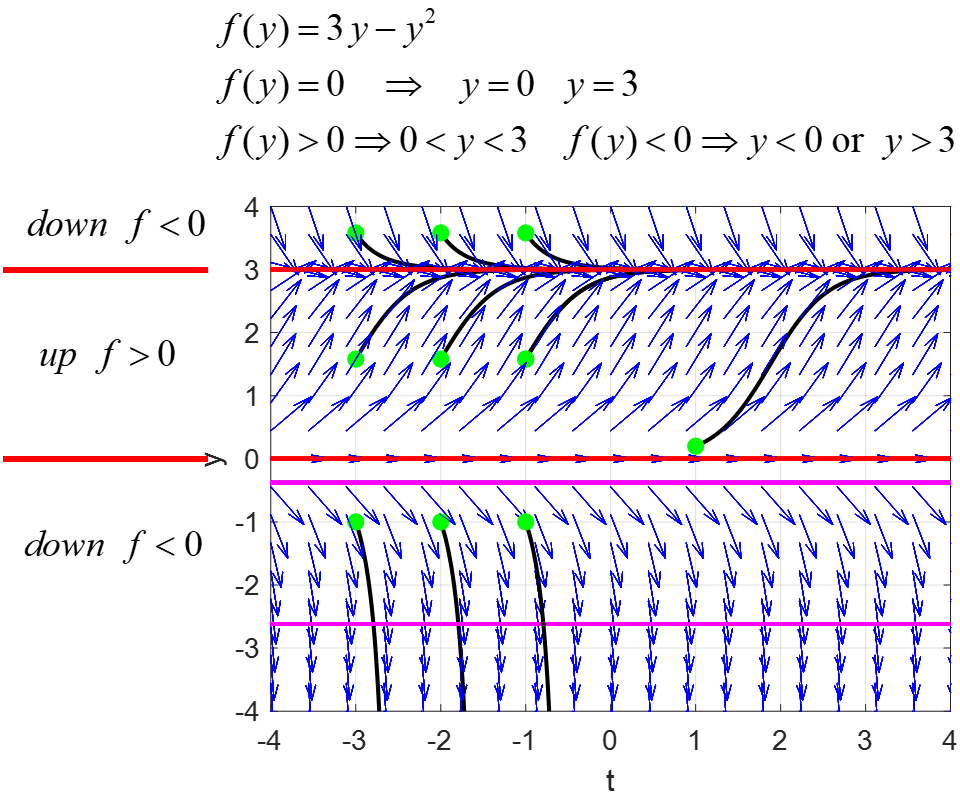 f(y) = 3y − y²
f(y) = 0 ⇒ y = 0 y = 3
f(y) > 0 ⇒ 0 < y < 3 f(y) < 0 ⇒ y < 0 or y > 3
down f < 0
up f > 0
down f < 0
4
3
2
1
0
-1
-2
-3
-4
y
-4 -3 -2 -1 0 1 2 3 4
t